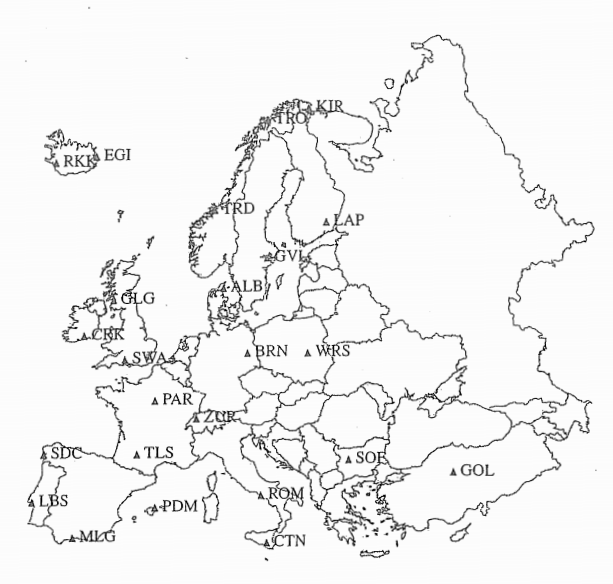 KIR
TRO
RKK
EGI
TRD
LAP
GVL
ALB
GLG
CRK
SWA
BRN
WRS
PAR
ZUR
SDC
TLS
SOF
GOL
LBS
PDM
ROM
MLG
CTN